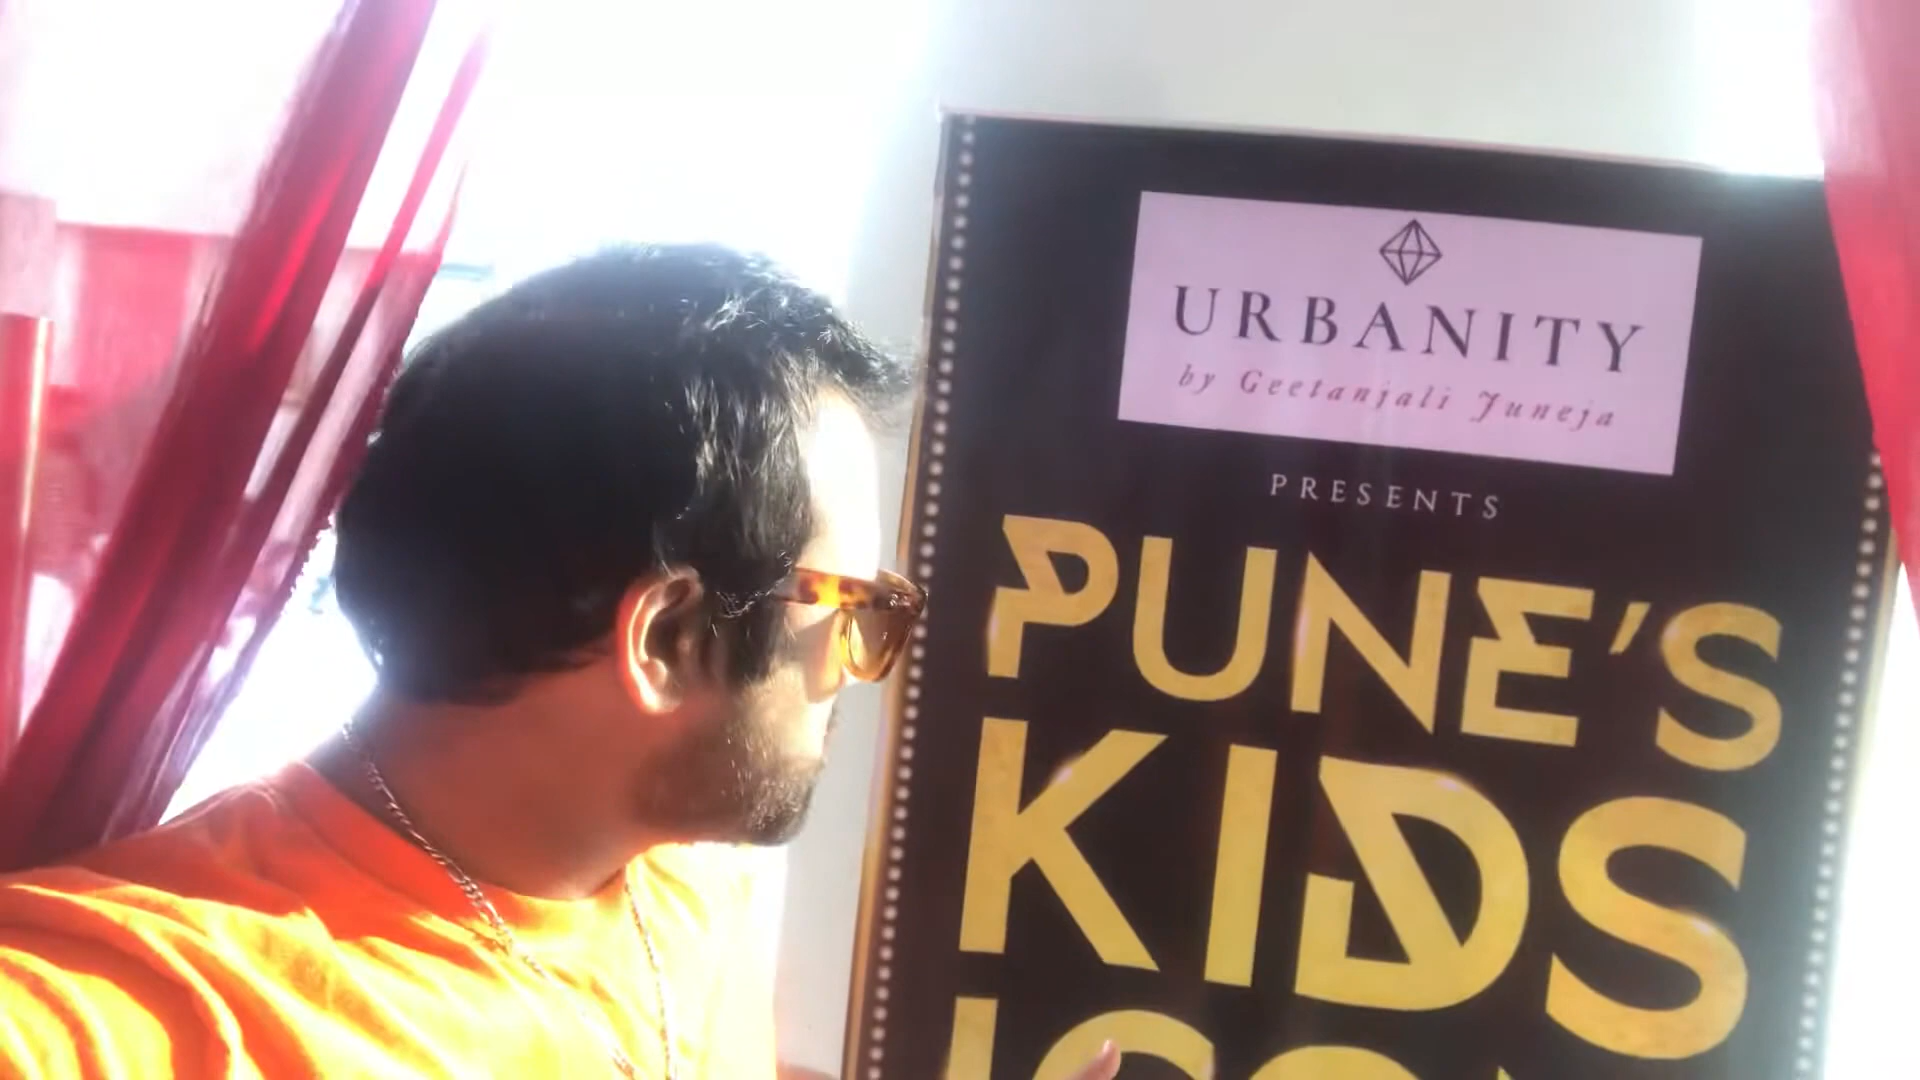 URBANITY
by Geetanjali Juneja
PRESENTS
PUNE'S
KIDS